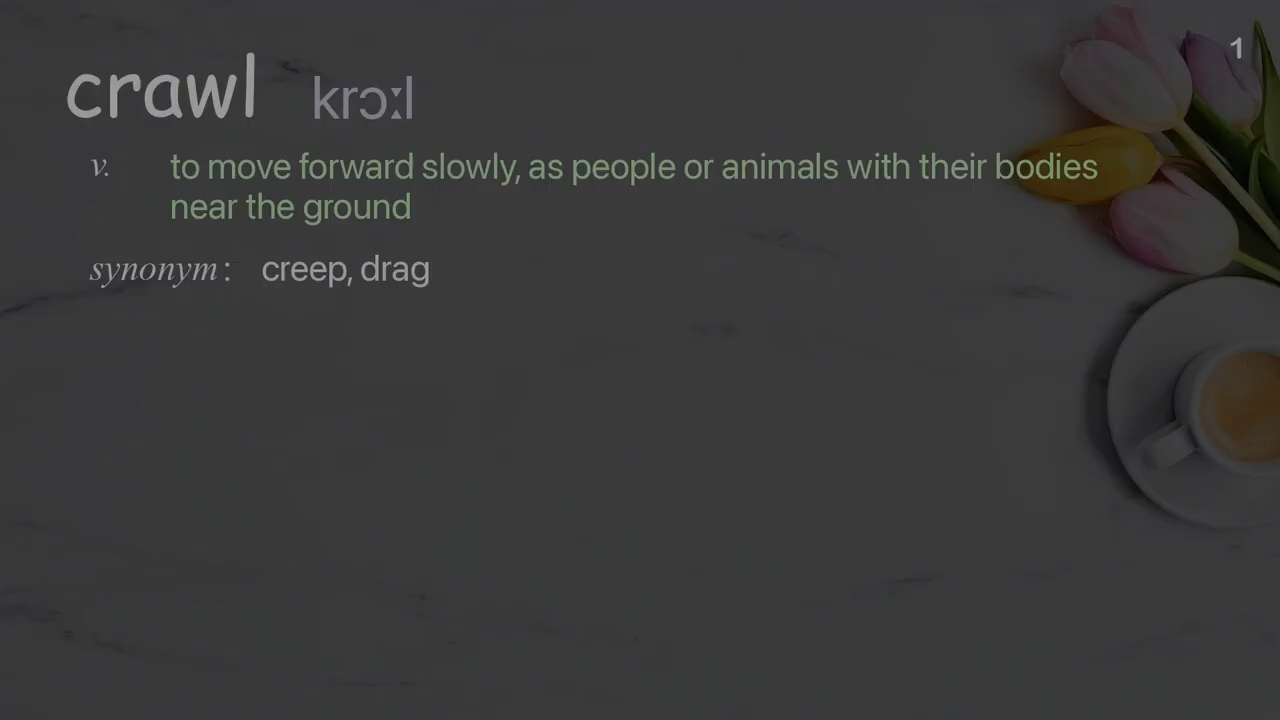 1
crawl krɔːl
v. to move forward slowly, as people or animals with their bodies
near the ground
synonym: creep, drag